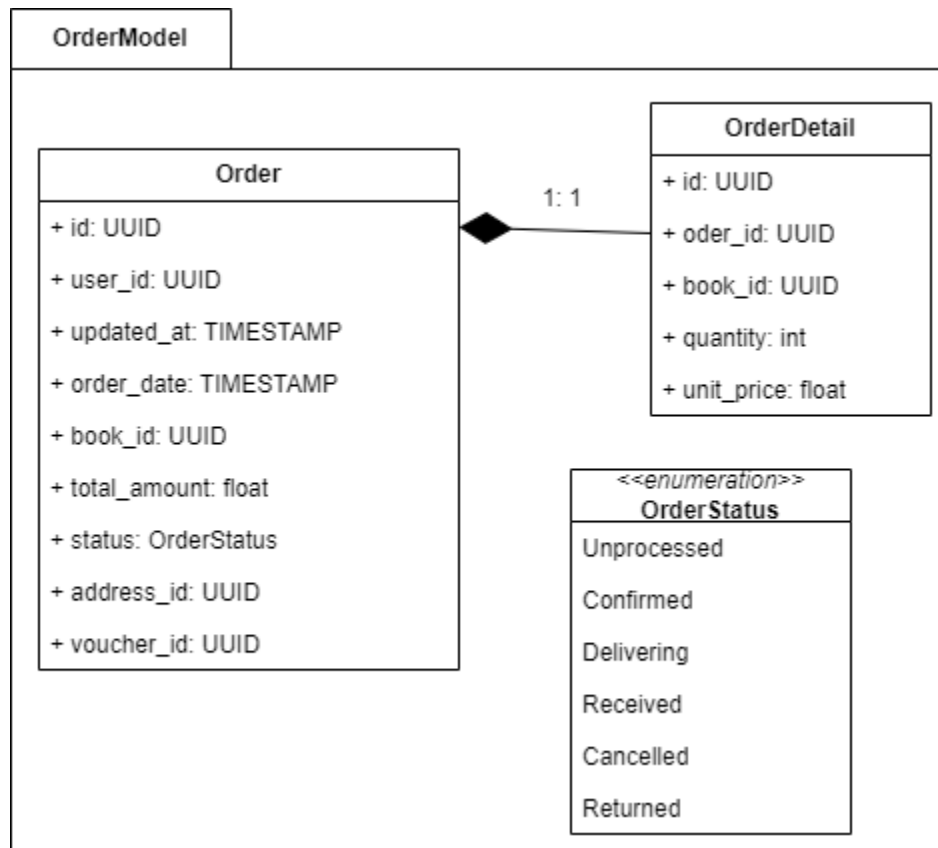 OrderModel
Order
+ id: UUID
+ user_id: UUID
+ updated_at: TIMESTAMP
+ order_date: TIMESTAMP
+ book_id: UUID
+ total_amount: float
+ status: OrderStatus
+ address_id: UUID
+ voucher_id: UUID
1: 1
OrderDetail
+ id: UUID
+ oder_id: UUID
+ book_id: UUID
+ quantity: int
+ unit_price: float
<<enumeration>>
OrderStatus
Unprocessed
Confirmed
Delivering
Received
Cancelled
Returned